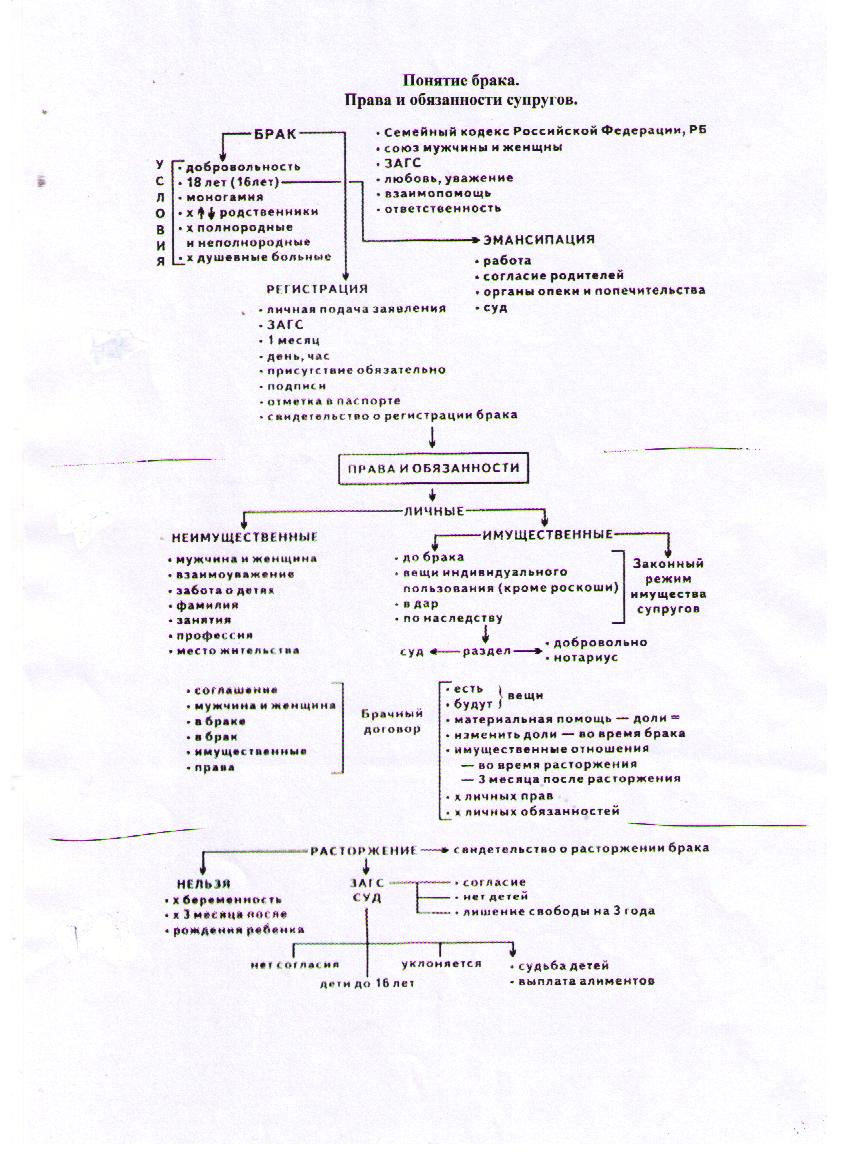 Понятие брака.
Права и обязанности супругов.
БРАК
У
С
Л
О
В
И
Я
• добровольность
• 18 лет (16лет)
• моногамия
• х ↑↓ родственники
• х полнородные
и неполнородные
• х душевные больные
• Семейный кодекс Российской Федерации, РБ
• союз мужчины и женщны
• ЗАГС
• любовь, уважение
• взаимопомощь
• ответственность
ЭМАНСИПАЦИЯ
• работа
• согласие родителей
• органы опеки и попечительства
• суд
РЕГИСТРАЦИЯ
• личная подача заявления
• ЗАГС
• 1 месяц
• день, час
• присутствие обязательно
• подписи
• отметка в паспорте
• свидетельство о регистрации брака
ПРАВА И ОБЯЗАННОСТИ
ЛИЧНЫЕ
НЕИМУЩЕСТВЕННЫЕ
• мужчина и женщина
• взаимоуважение
• забота о детях
• фамилия
• занятия
• профессия
• место жительства
ИМУЩЕСТВЕННЫЕ
• до брака
• вещи индивидуального
пользования (кроме роскоши)
• в дар
• по наследству
Законный
режим
имущества
супругов
суд ← раздел →
• добровольно
• нотариус
• соглашение
• мужчина и женщина
• в браке
• в брак
• имущественные
• права
Брачный
договор
• есть
• будут
вещи
• материальная помощь — доли =
• изменить доли — во время брака
• имущественные отношения
— во время расторжения
— 3 месяца после расторжения
• х личных прав
• х личных обязанностей
РАСТОРЖЕНИЕ → свидетельство о расторжении брака
НЕЛЬЗЯ
• х беременность
• х 3 месяца после
• рождения ребенка
ЗАГС
СУД
• согласие
• нет детей
• лишение свободы на 3 года
нет согласия
дети до 16 лет
уклоняется
• судьба детей
• выплата алиментов